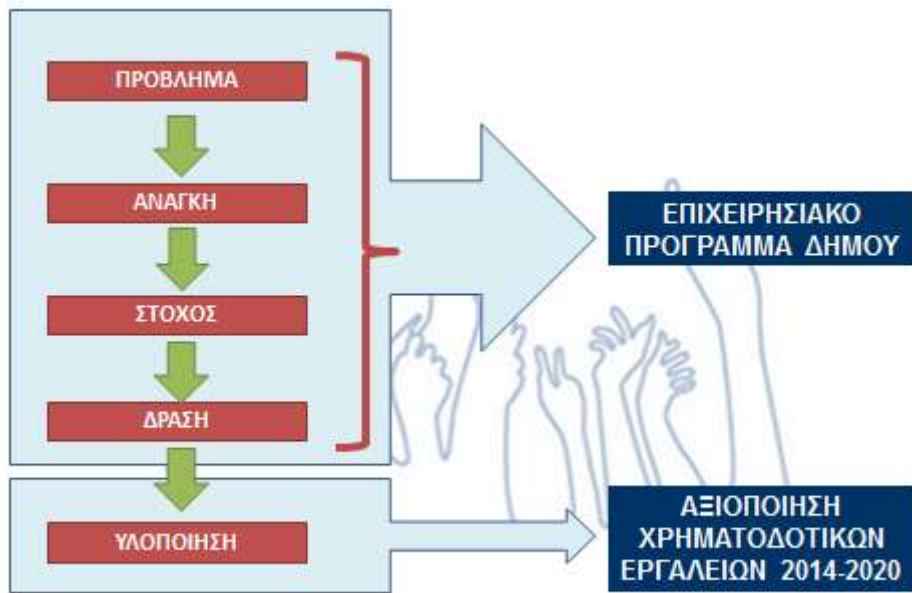 ΠΡΟΒΛΗΜΑ
ΑΝΑΓΚΗ
ΣΤΟΧΟΣ
ΔΡΑΣΗ
ΕΠΙΧΕΙΡΗΣΙΑΚΟ
ΠΡΟΓΡΑΜΜΑ ΔΗΜΟΥ
ΥΛΟΠΟΙΗΣΗ
ΑΞΙΟΠΟΙΗΣΗ
ΧΡΗΜΑΤΟΔΟΤΙΚΩΝ
ΕΡΓΑΛΕΙΩΝ 2014-2020